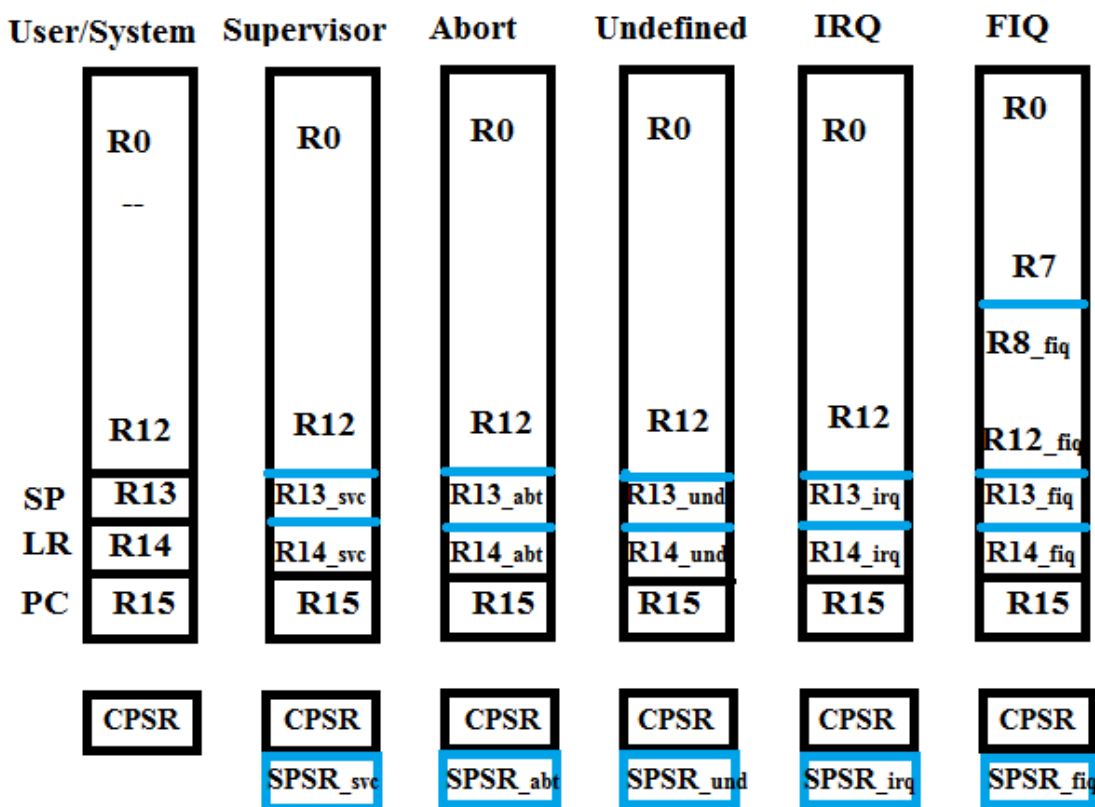 User/System Supervisor Abort Undefined IRQ FIQ
R0 R0 R0 R0 R0 R0
--
R7
R8_fiq
R12 R12 R12 R12 R12 R12_fiq
SP R13 R13_svc R13_abt R13_und R13_irq R13_fiq
LR R14 R14_svc R14_abt R14_und R14_irq R14_fiq
PC R15 R15 R15 R15 R15 R15
CPSR CPSR CPSR CPSR CPSR CPSR
SPSR_svc SPSR_abt SPSR_und SPSR_irq SPSR_fiq